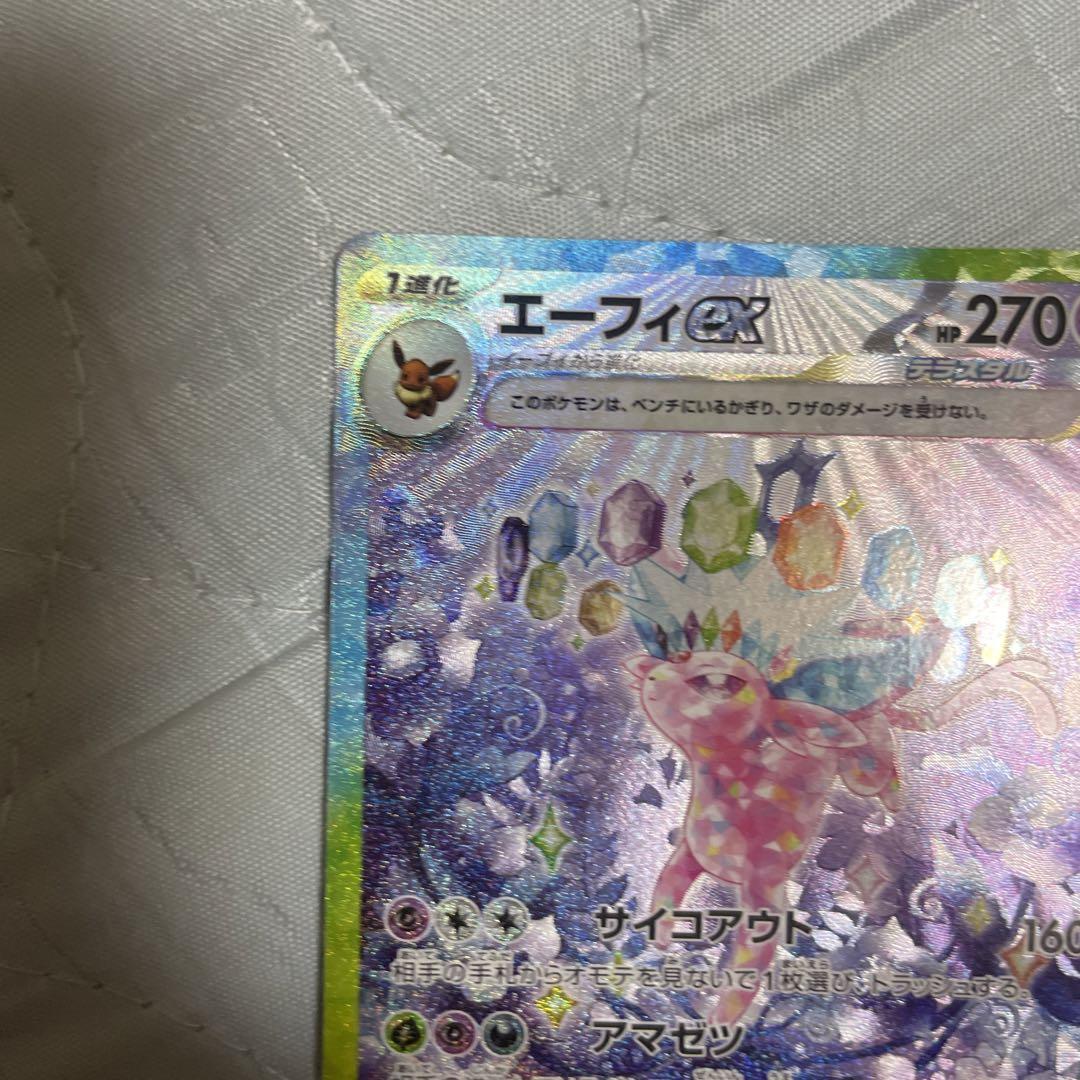 1進化
エーフィex
HP 270
イーブイから進化
テラスタル
このポケモンは、ベンチにいるかぎり、ワザのダメージを受けない。
サイコアウト 160
相手の手札からオモテを見ないで1枚選び、トラッシュする。
アマゼツ